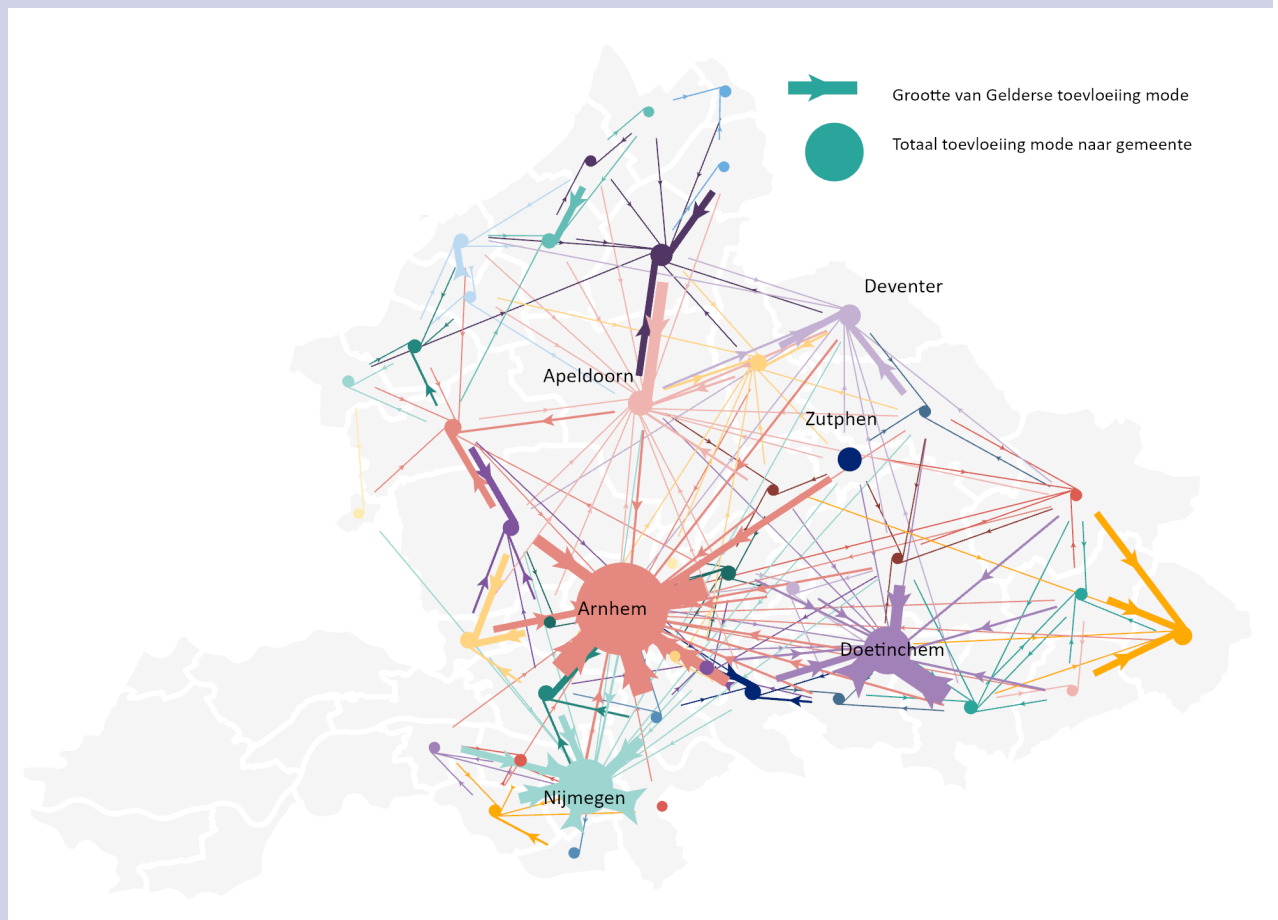 Grootte van Gelderse toevloeiing mode
Totaal toevloeiing mode naar gemeente
Deventer
Apeldoorn
Zutphen
Arnhem
Doetinchem
Nijmegen